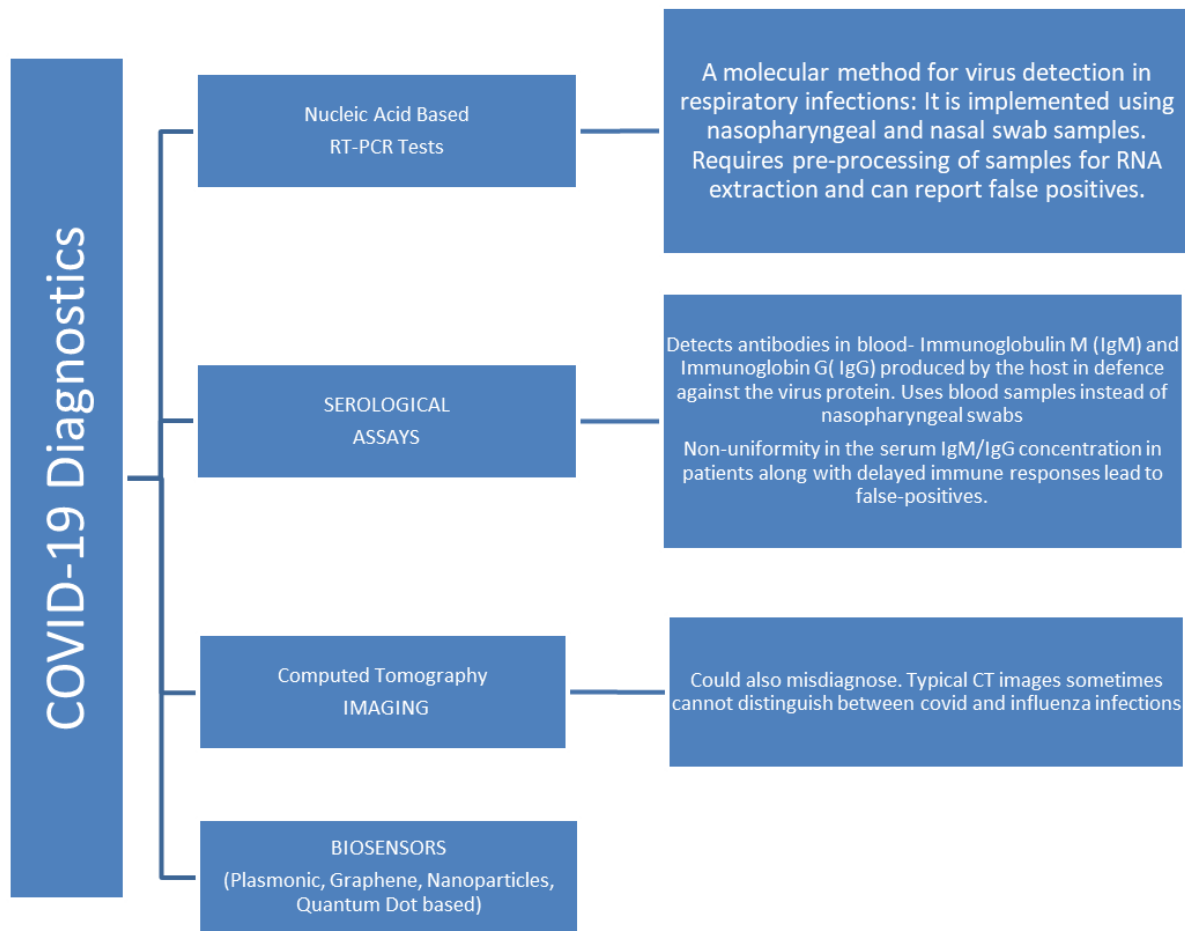 COVID-19 Diagnostics
Nucleic Acid Based
RT-PCR Tests
A molecular method for virus detection in
respiratory infections: It is implemented using
nasopharyngeal and nasal swab samples.
Requires pre-processing of samples for RNA
extraction and can report false positives.
SEROLOGICAL
ASSAYS
Detects antibodies in blood- Immunoglobulin M (IgM) and
Immunoglobin G( IgG) produced by the host in defence
against the virus protein. Uses blood samples instead of
nasopharyngeal swabs
Non-uniformity in the serum IgM/IgG concentration in
patients along with delayed immune responses lead to
false-positives.
Computed Tomography
IMAGING
Could also misdiagnose. Typical CT images sometimes
cannot distinguish between covid and influenza infections
BIOSENSORS
(Plasmonic, Graphene, Nanoparticles,
Quantum Dot based)